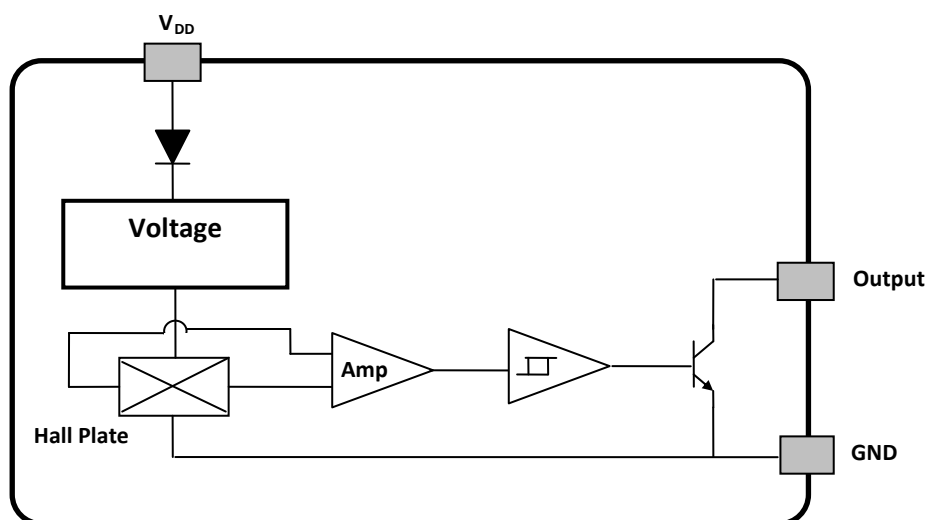 VDD
Voltage
Output
Amp
Hall Plate
GND